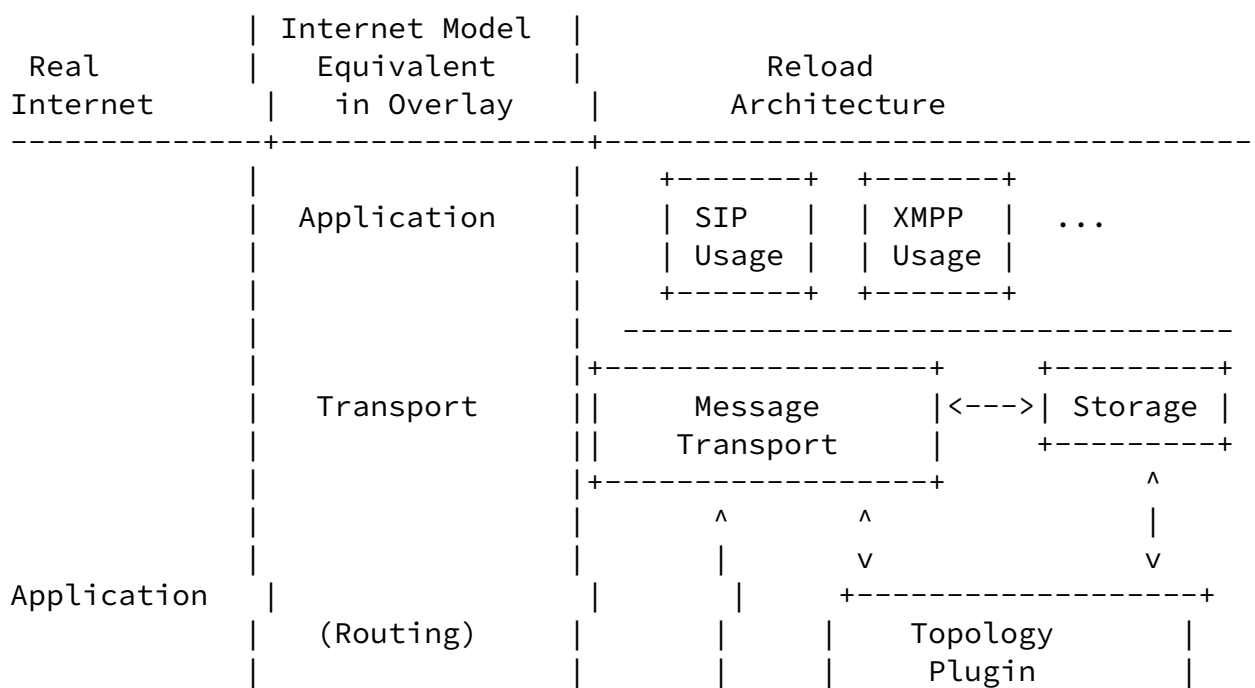 | Internet Model  |
 Real         |   Equivalent    |          Reload
Internet      |   in Overlay    |       Architecture
--------------+-----------------+------------------------------------
              |                 |    +-------+  +-------+
              |  Application    |    | SIP   |  | XMPP  |  ...
              |                 |    | Usage |  | Usage |
              |                 |    +-------+  +-------+
              |                 |  ----------------------------------
              |                 |+------------------+     +---------+
              |   Transport     ||     Message      |<--->| Storage |
              |                 ||    Transport     |     +---------+
              |                 |+------------------+           ^
              |                 |       ^       ^               |
              |                 |       |       v               v
Application   |                 |       |     +-------------------+
              |   (Routing)     |       |     |    Topology       |
              |                 |       |     |     Plugin        |